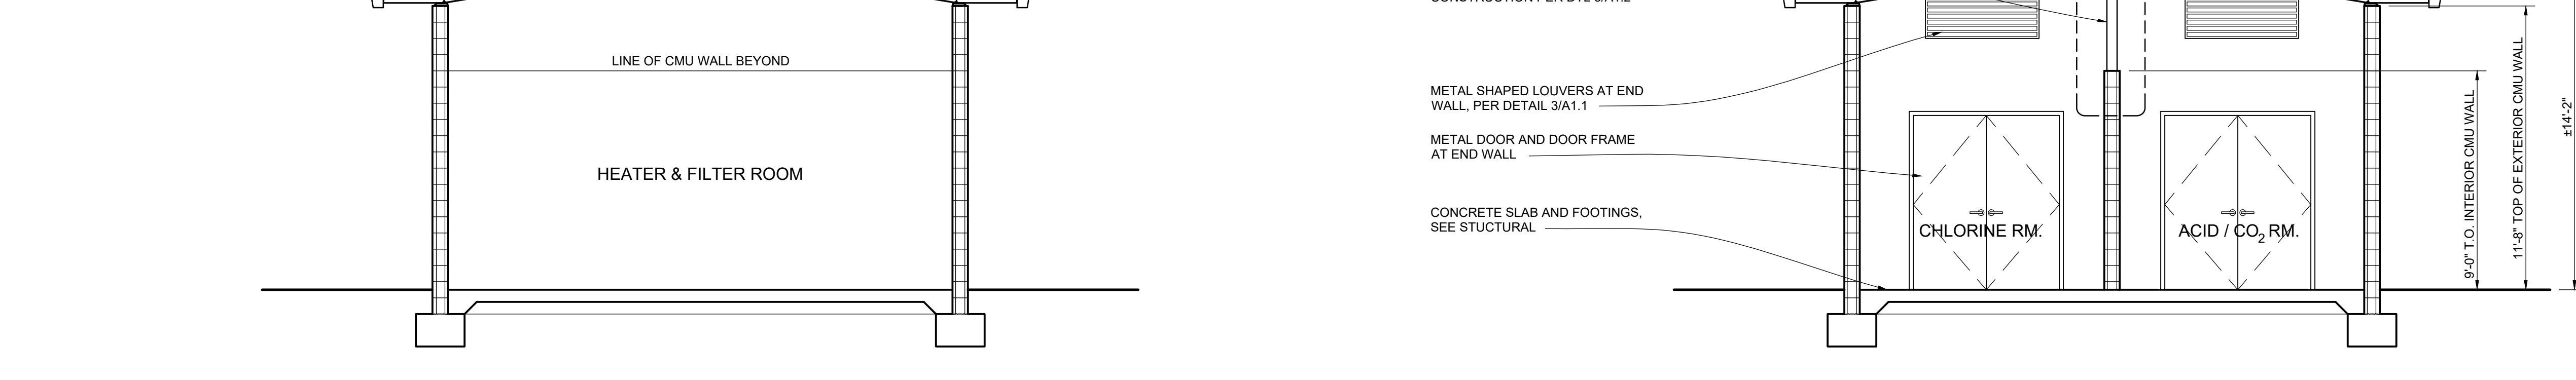 LINE OF CMU WALL BEYOND
HEATER & FILTER ROOM
METAL SHAPED LOUVERS AT END
WALL, PER DETAIL 3/A1.1
METAL DOOR AND DOOR FRAME
AT END WALL
CONCRETE SLAB AND FOOTINGS,
SEE STUCTURAL
CHLORINE RM.
ACID / CO₂ RM.
9'-0" T.O. INTERIOR CMU WALL
11'-8" TOP OF EXTERIOR CMU WALL
±14'-2"